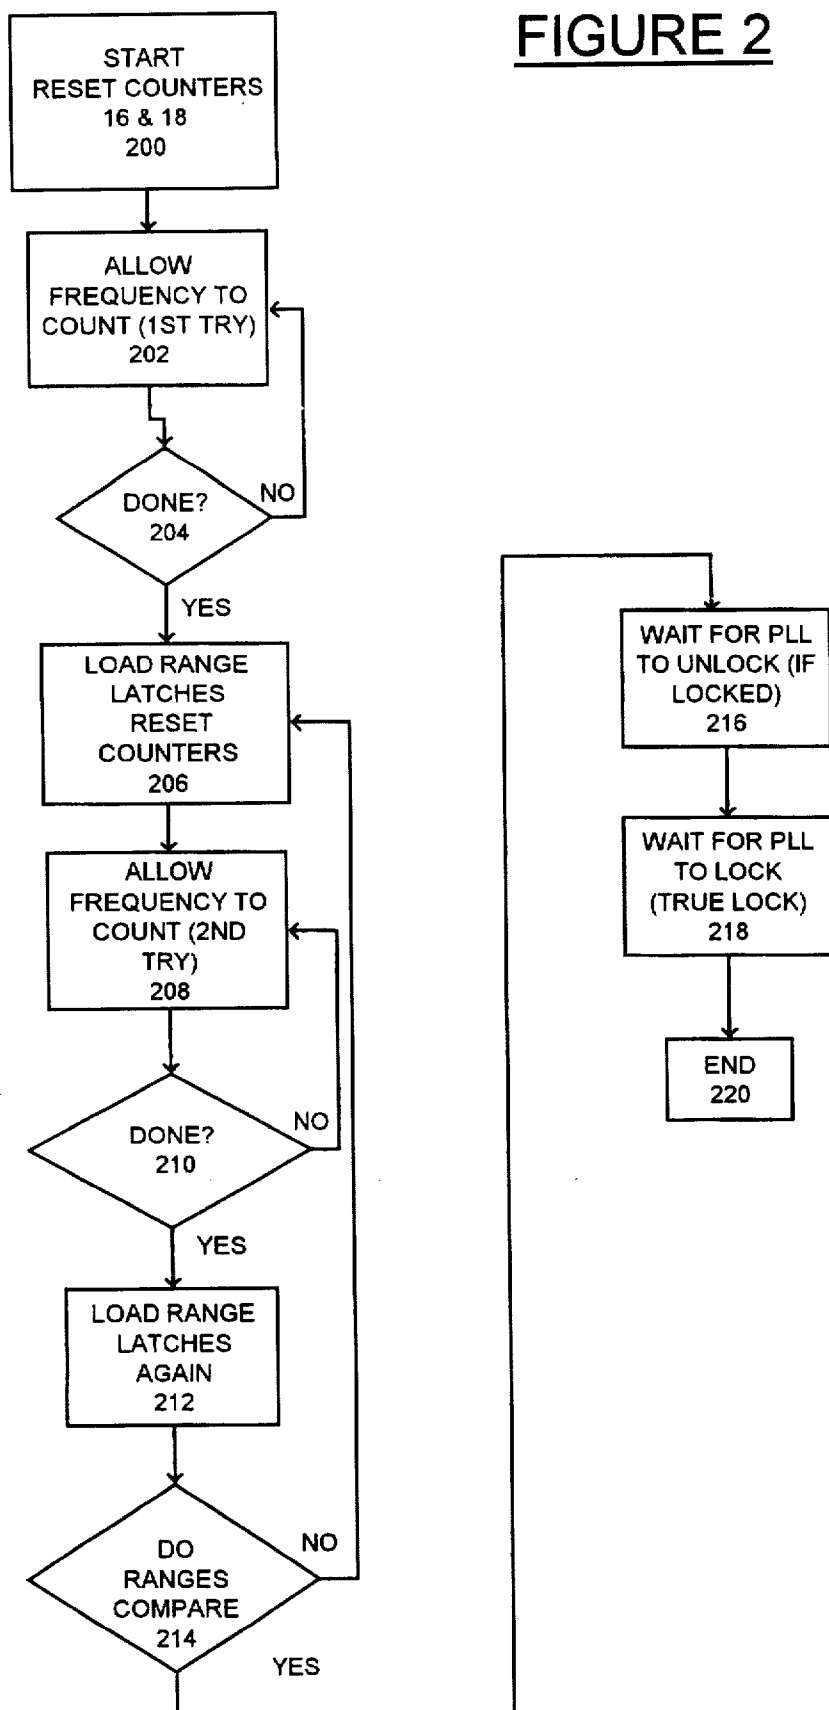 FIGURE 2
START
RESET COUNTERS
16 & 18
200
ALLOW
FREQUENCY TO
COUNT (1ST TRY)
202
DONE?
204
NO
YES
LOAD RANGE
LATCHES
RESET
COUNTERS
206
ALLOW
FREQUENCY TO
COUNT (2ND
TRY)
208
DONE?
210
NO
YES
LOAD RANGE
LATCHES
AGAIN
212
DO
RANGES
COMPARE
214
NO
YES
WAIT FOR PLL
TO UNLOCK (IF
LOCKED)
216
WAIT FOR PLL
TO LOCK
(TRUE LOCK)
218
END
220